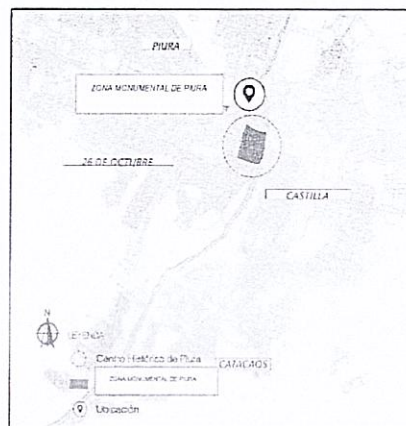 PIURA
ZONA MONUMENTAL DE PIURA
26 DE OCTUBRE
CASTILLA
N
LEYENDA
Centro Histórico de Piura
CATACAOS
ZONA MONUMENTAL DE PIURA
Ubicación